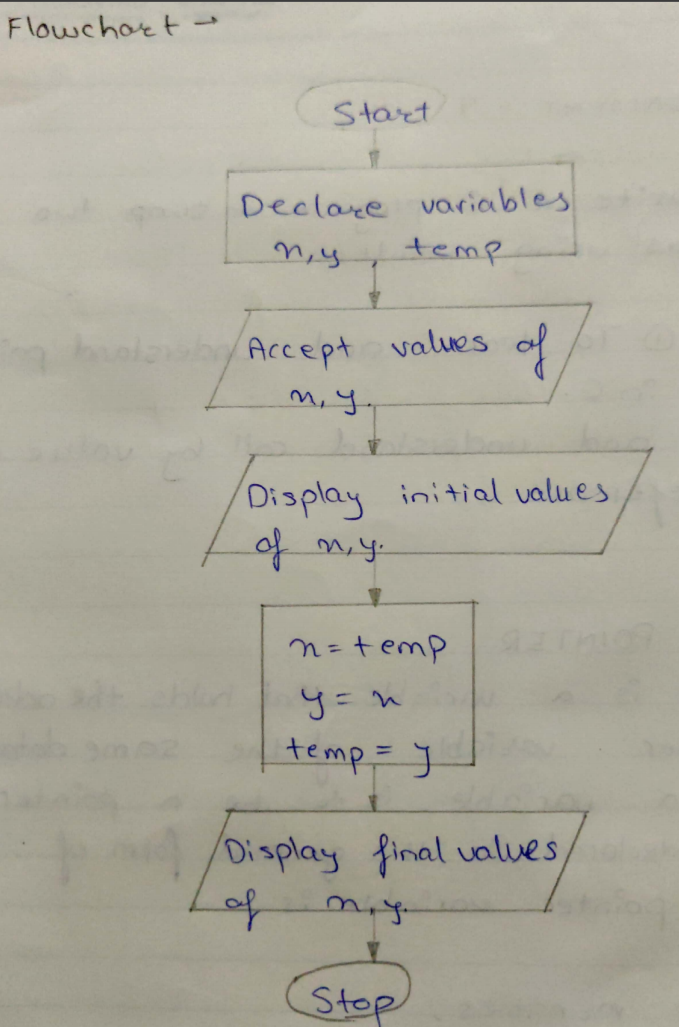 Flowchart →
Start
Declare variables
x,y, temp
Accept values of
x,y.
Display initial values
of x,y.
x = temp
y = x
temp = y
Display final values
of x,y.
Stop